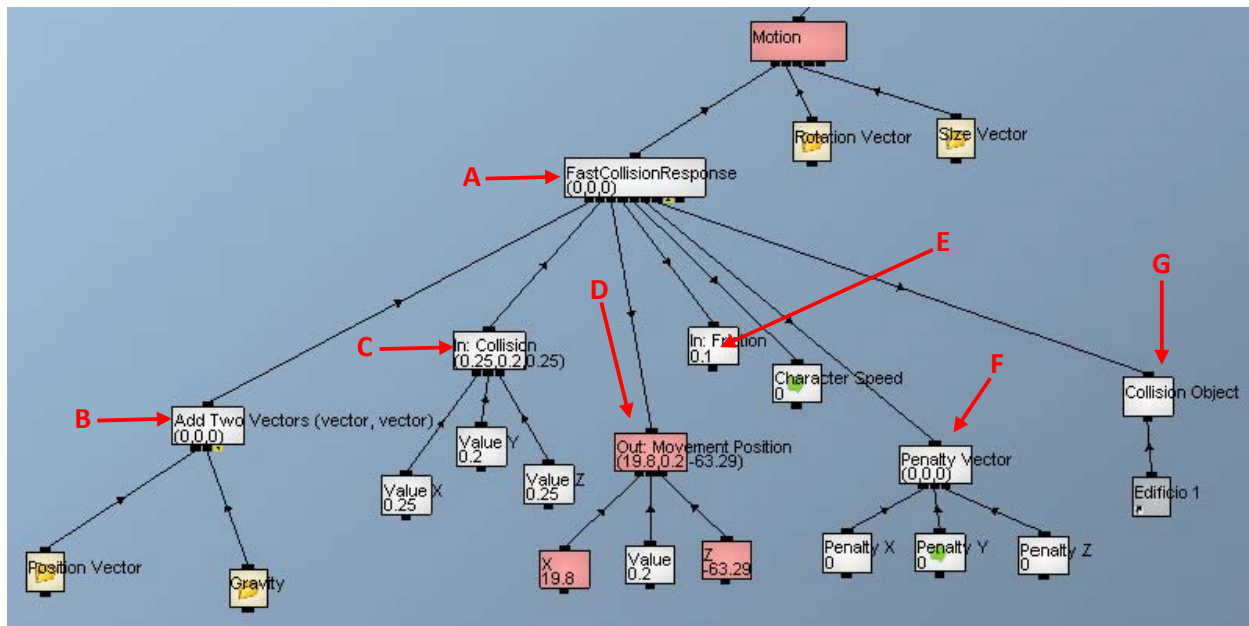 Motion
Rotation Vector
Size Vector
A
FastCollisionResponse
(0,0,0)
E
G
D
C
In: Collision
(0.25,0.2,0.25)
In: Friction
0.1
F
Character Speed
0
Collision Object
B
Add Two Vectors (vector, vector)
(0,0,0)
Value Y
0.2
Out: Movement Position
(19.8,0.2,-63.29)
Penalty Vector
(0,0,0)
Value X
0.25
Value Z
0.25
Edificio 1
Position Vector
Gravity
X
19.8
Value
0.2
Z
-63.29
Penalty X
0
Penalty Y
0
Penalty Z
0